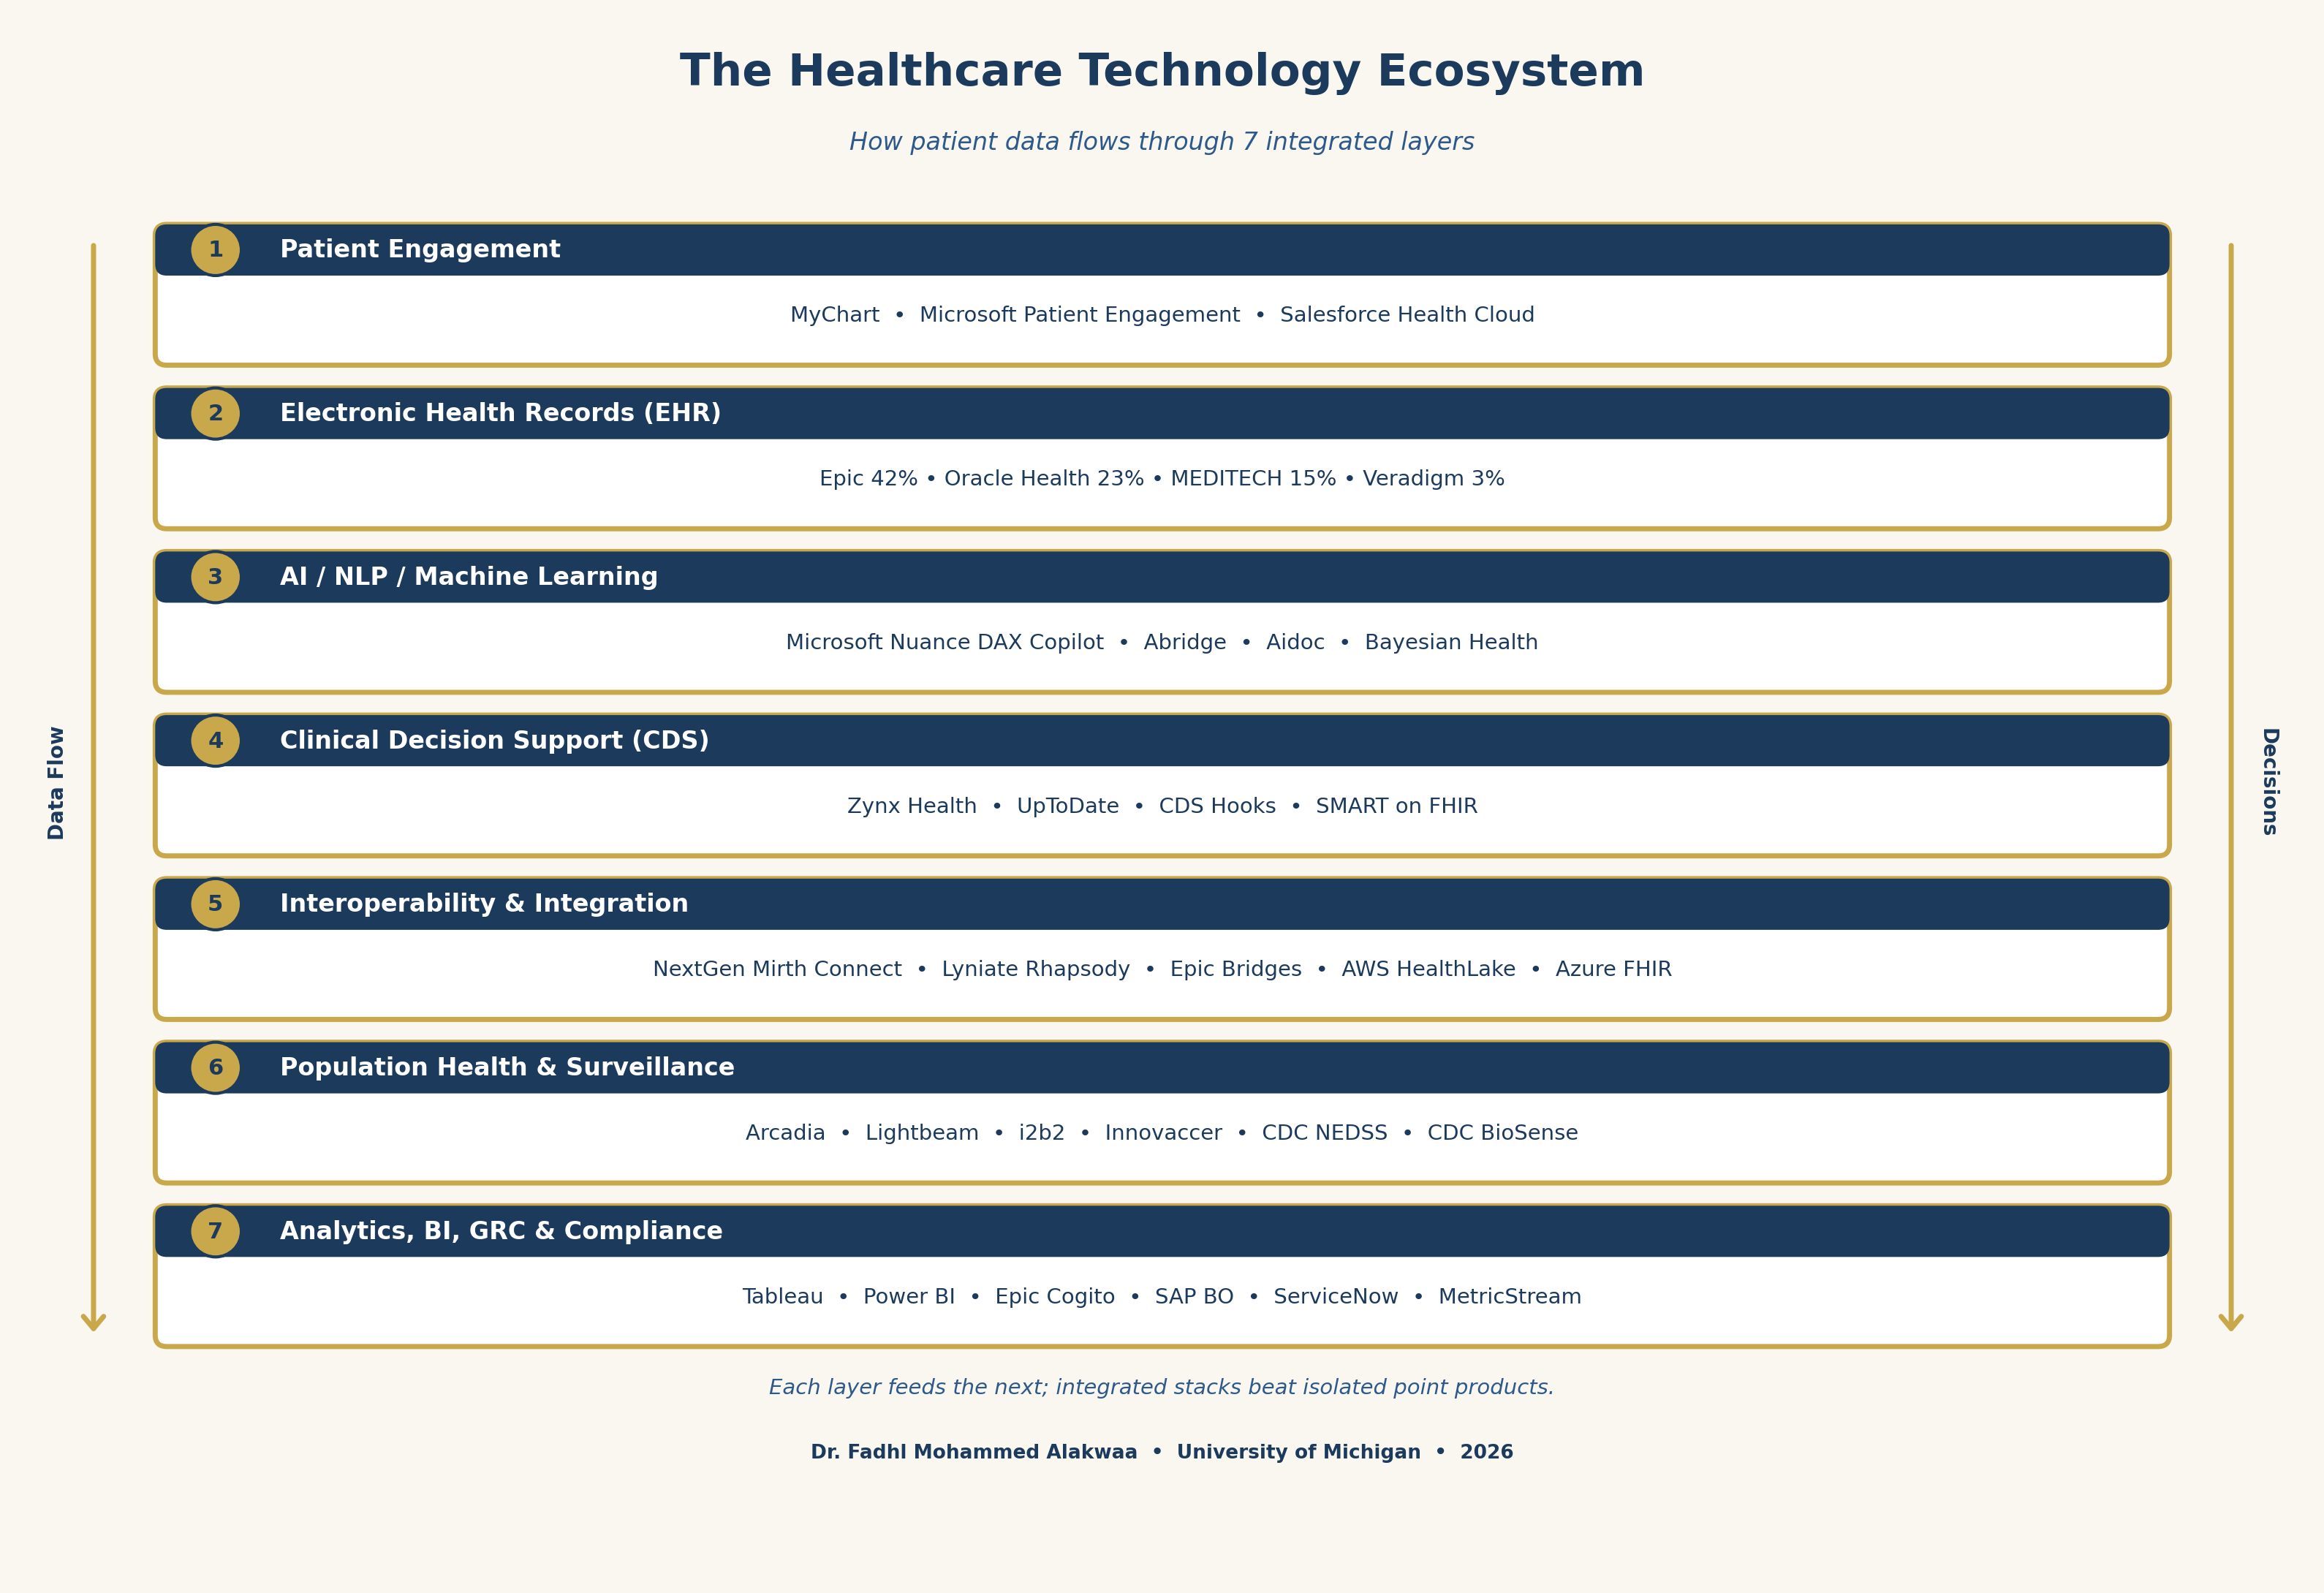 The Healthcare Technology Ecosystem
How patient data flows through 7 integrated layers
1 Patient Engagement
MyChart • Microsoft Patient Engagement • Salesforce Health Cloud
2 Electronic Health Records (EHR)
Epic 42% • Oracle Health 23% • MEDITECH 15% • Veradigm 3%
3 AI / NLP / Machine Learning
Microsoft Nuance DAX Copilot • Abridge • Aidoc • Bayesian Health
4 Clinical Decision Support (CDS)
Zynx Health • UpToDate • CDS Hooks • SMART on FHIR
5 Interoperability & Integration
NextGen Mirth Connect • Lyniate Rhapsody • Epic Bridges • AWS HealthLake • Azure FHIR
6 Population Health & Surveillance
Arcadia • Lightbeam • i2b2 • Innovaccer • CDC NEDSS • CDC BioSense
7 Analytics, BI, GRC & Compliance
Tableau • Power BI • Epic Cogito • SAP BO • ServiceNow • MetricStream
Data Flow
Decisions
Each layer feeds the next; integrated stacks beat isolated point products.
Dr. Fadhl Mohammed Alakwaa • University of Michigan • 2026